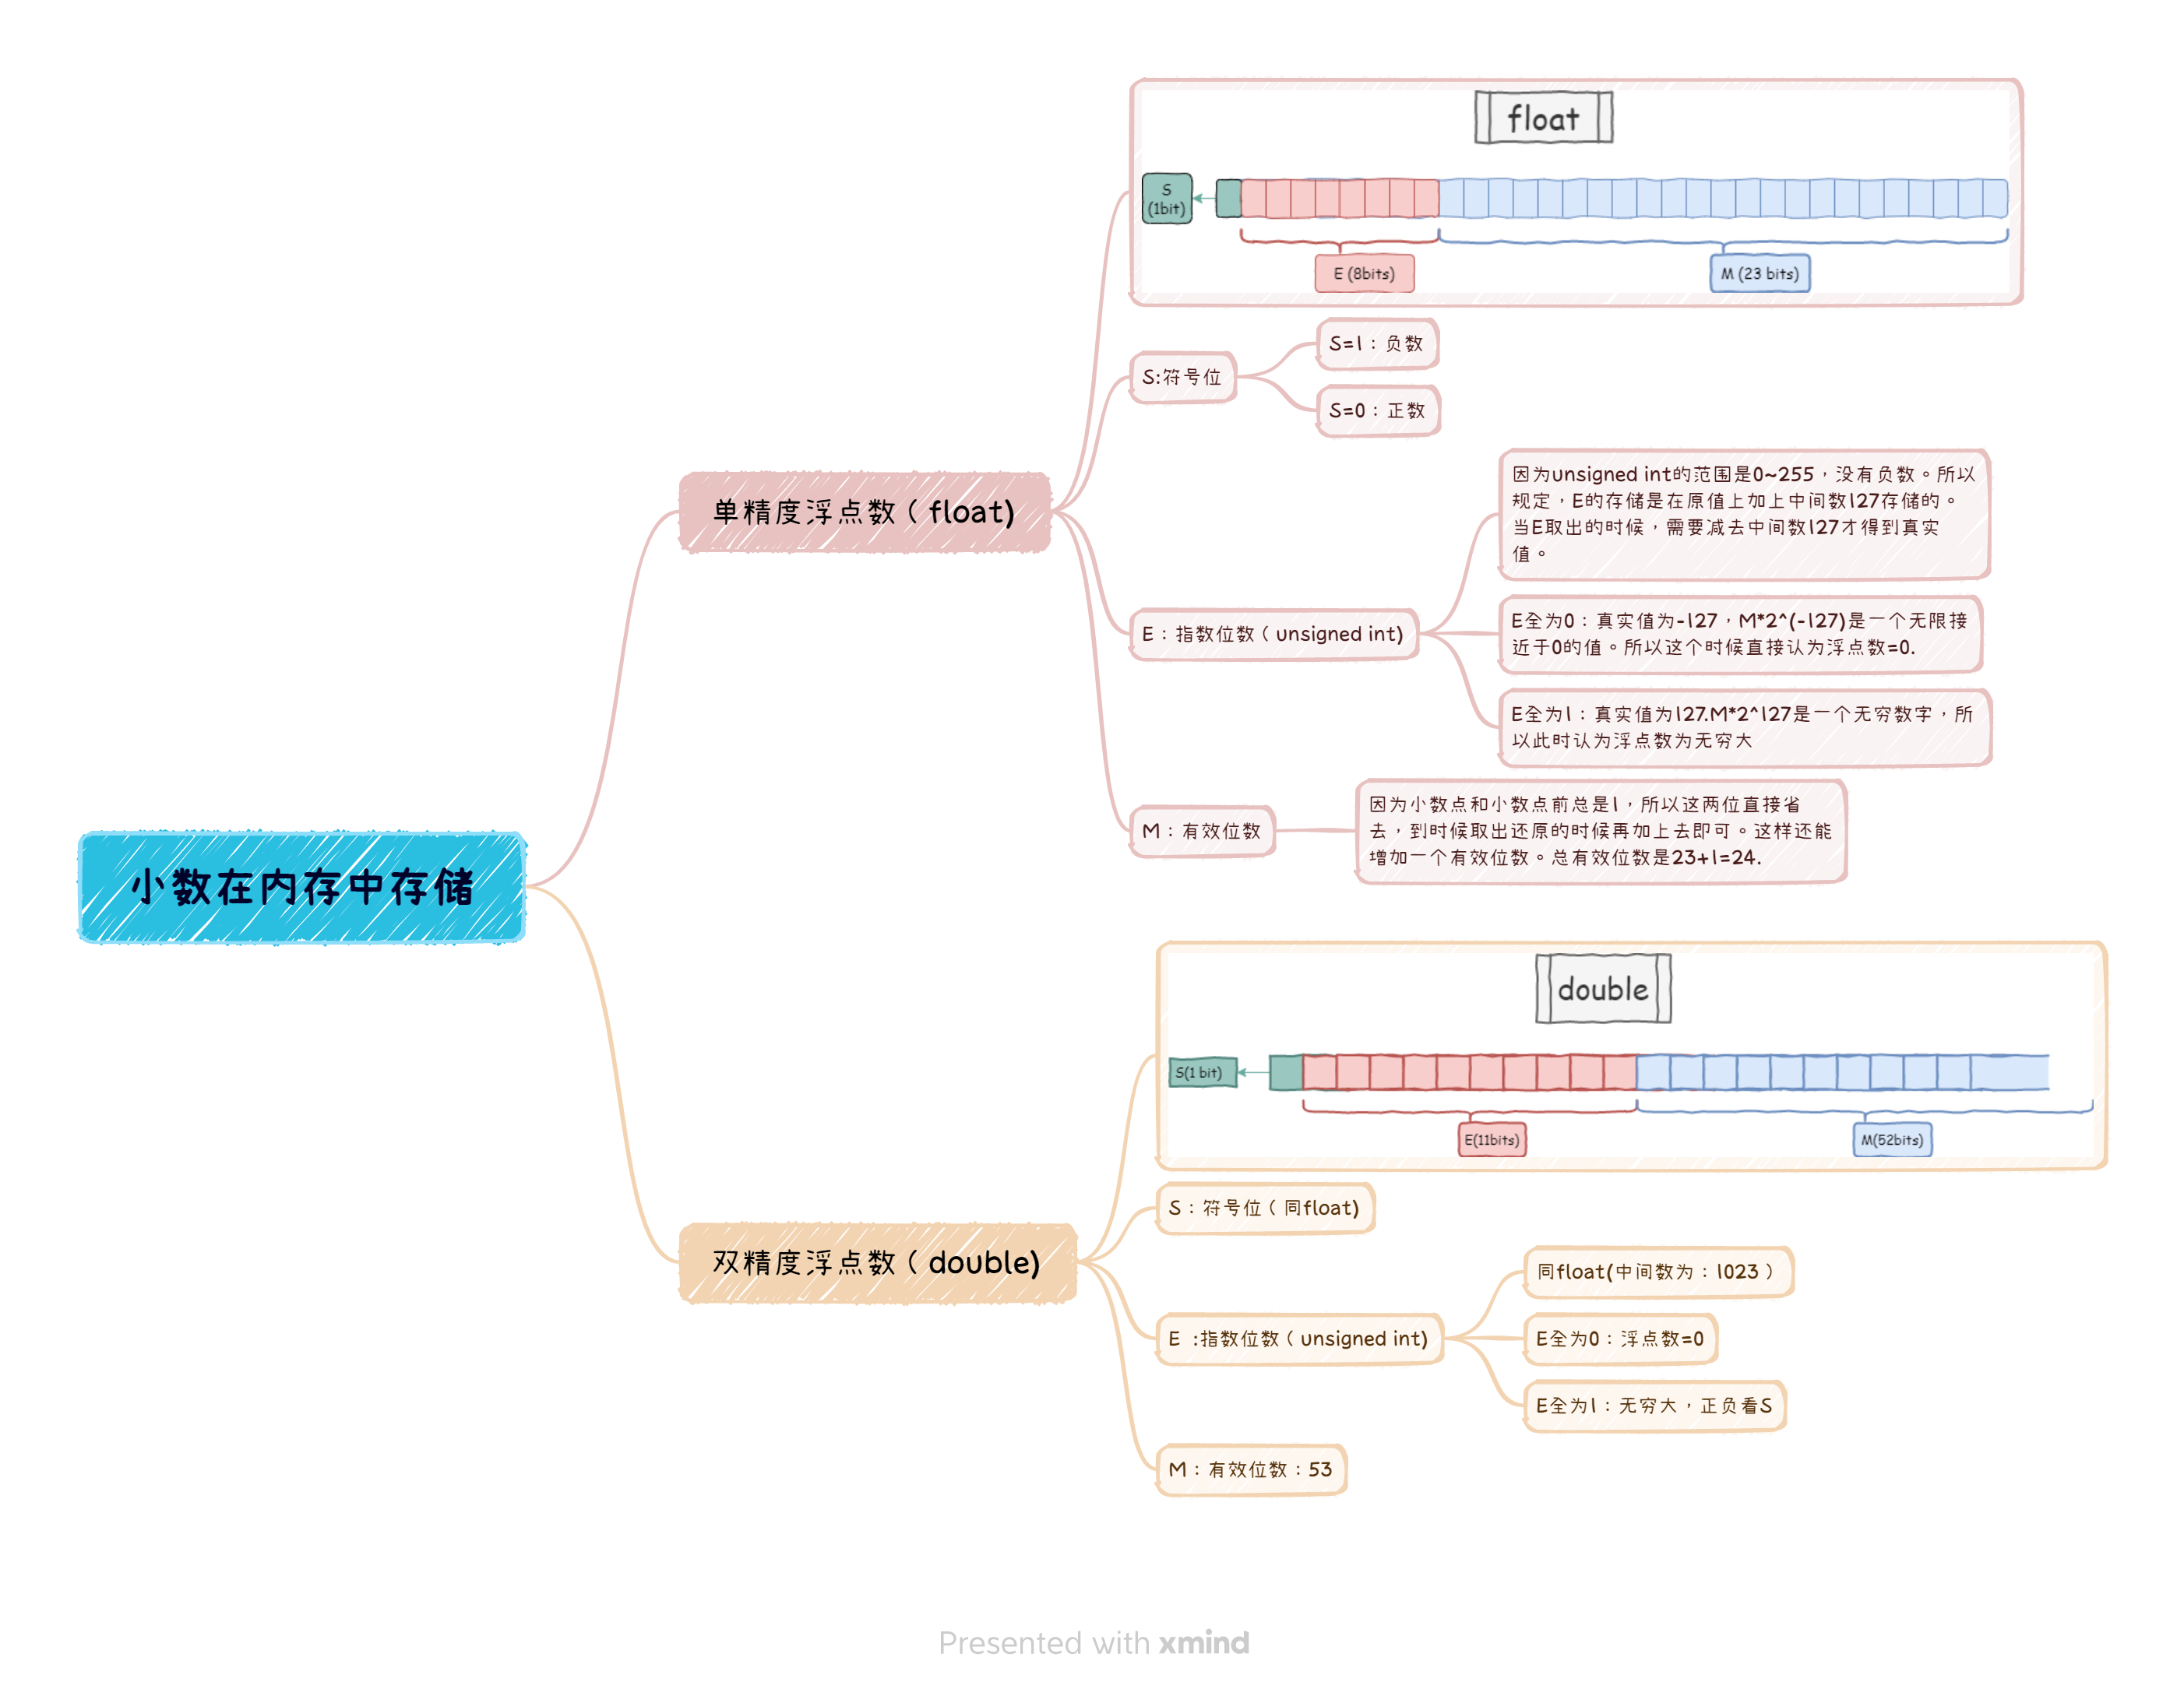 小数在内存中存储
单精度浮点数（float)
float
S
(1bit)
E (8bits)
M (23 bits)
S:符号位
S=1：负数
S=0：正数
E：指数位数（unsigned int)
因为unsigned int的范围是0~255，没有负数。所以
规定，E的存储是在原值上加上中间数127存储的。
当E取出的时候，需要减去中间数127才得到真实
值。
E全为0：真实值为-127，M*2^(-127)是一个无限接
近于0的值。所以这个时候直接认为浮点数=0.
E全为1：真实值为127.M*2^127是一个无穷数字，所
以此时认为浮点数为无穷大
M：有效位数
因为小数点和小数点前总是1，所以这两位直接省
去，到时候取出还原的时候再加上去即可。这样还能
增加一个有效位数。总有效位数是23+1=24.
双精度浮点数（double)
double
S(1 bit)
E(11bits)
M(52bits)
S：符号位（同float)
E :指数位数（unsigned int)
同float(中间数为：1023）
E全为0：浮点数=0
E全为1：无穷大，正负看S
M：有效位数：53
Presented with xmind